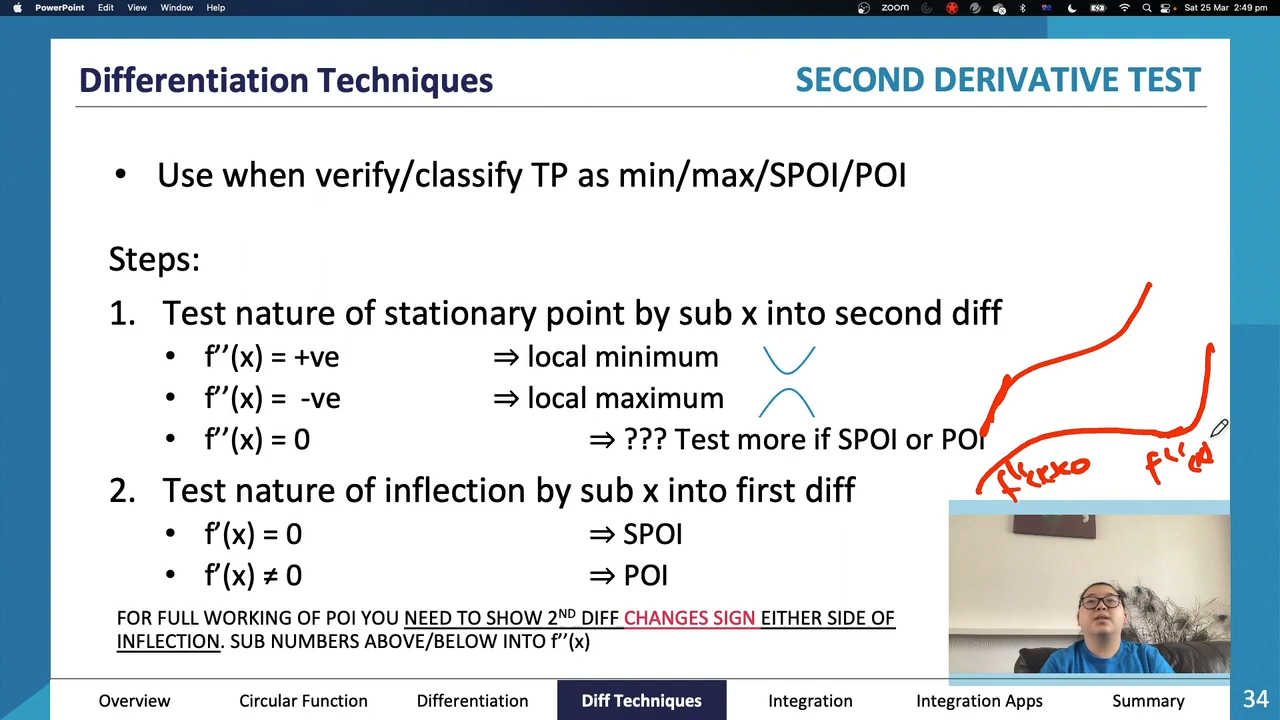 PowerPoint Edit View Window Help zoom Sat 25 Mar 2:49 pm
Differentiation Techniques SECOND DERIVATIVE TEST
• Use when verify/classify TP as min/max/SPOI/POI
Steps:
1. Test nature of stationary point by sub x into second diff
• f’’(x) = +ve ⇒ local minimum
• f’’(x) = -ve ⇒ local maximum
• f’’(x) = 0 ⇒ ??? Test more if SPOI or POI
2. Test nature of inflection by sub x into first diff
• f’(x) = 0 ⇒ SPOI
• f’(x) ≠ 0 ⇒ POI
FOR FULL WORKING OF POI YOU NEED TO SHOW 2ND DIFF CHANGES SIGN EITHER SIDE OF
INFLECTION. SUB NUMBERS ABOVE/BELOW INTO f’’(x)
Overview Circular Function Differentiation Diff Techniques Integration Integration Apps Summary 34